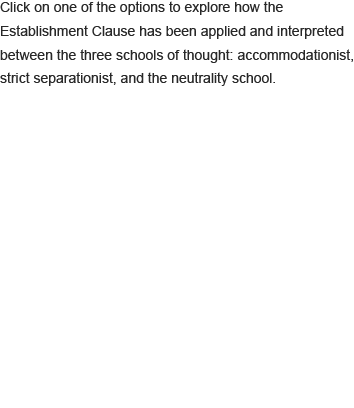 Click on one of the options to explore how the
Establishment Clause has been applied and interpreted
between the three schools of thought: accommodationist,
strict separationist, and the neutrality school.